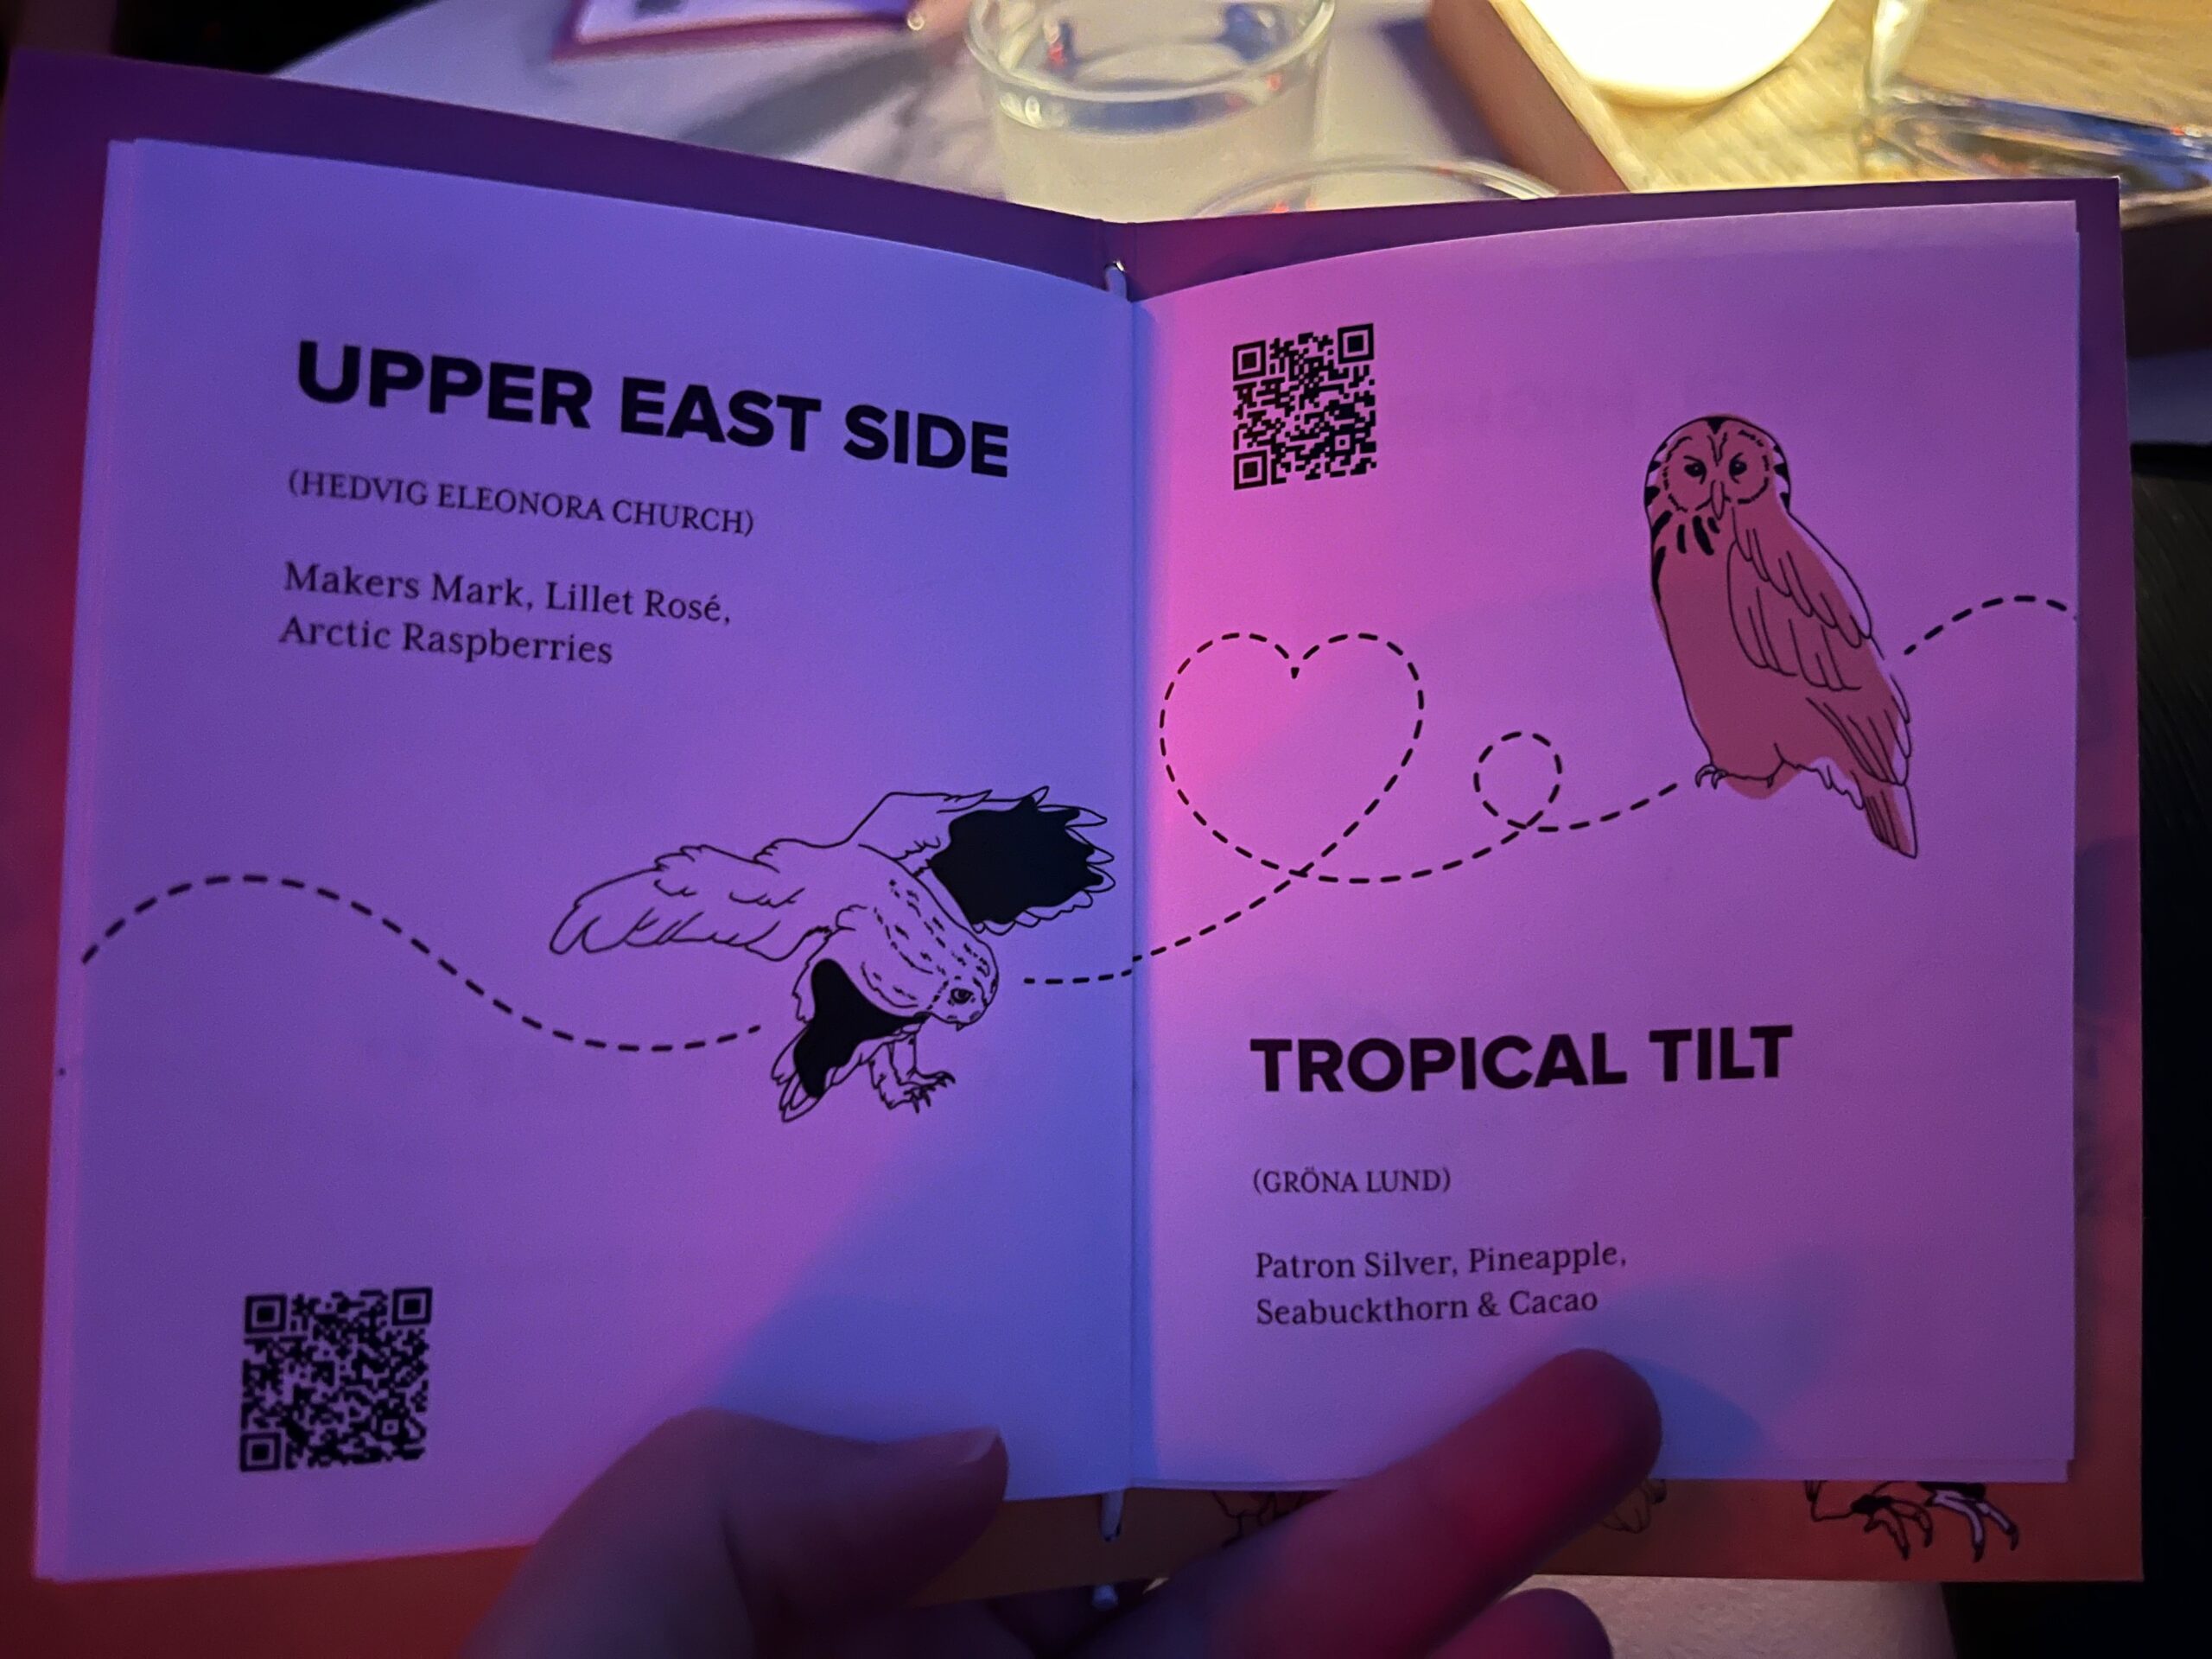 UPPER EAST SIDE
(HEDVIG ELEONORA CHURCH)
Makers Mark, Lillet Rosé,
Arctic Raspberries
TROPICAL TILT
(GRÖNA LUND)
Patron Silver, Pineapple,
Seabuckthorn & Cacao